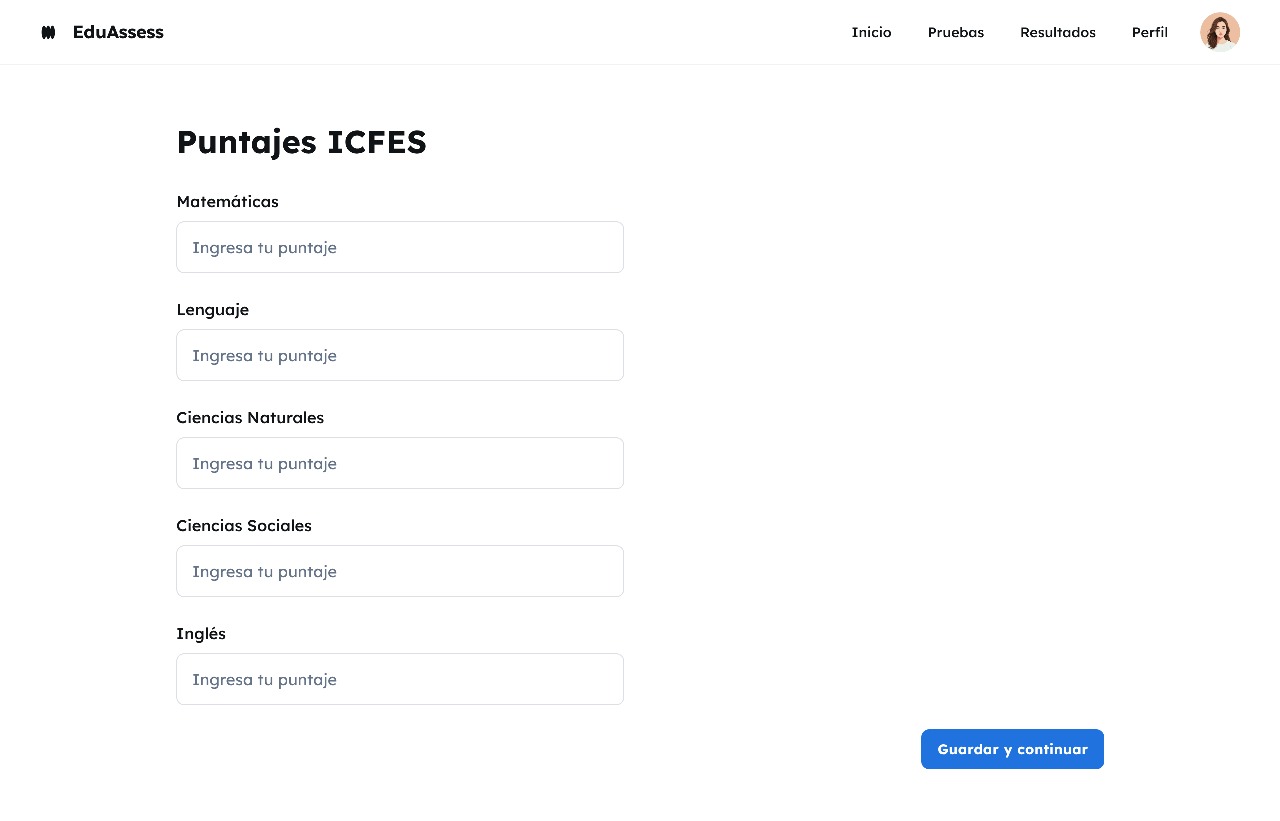 EduAssess
Inicio
Pruebas
Resultados
Perfil
Puntajes ICFES
Matemáticas
Ingresa tu puntaje
Lenguaje
Ingresa tu puntaje
Ciencias Naturales
Ingresa tu puntaje
Ciencias Sociales
Ingresa tu puntaje
Inglés
Ingresa tu puntaje
Guardar y continuar